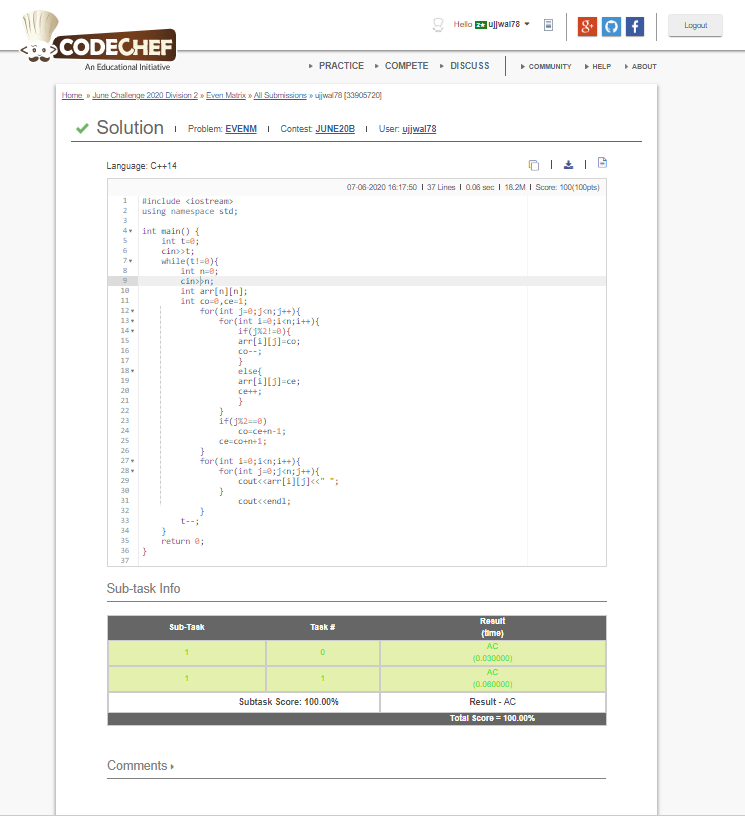 CODECHEF
An Educational Initiative
Hello 2★ ujjwal78
Logout
PRACTICE COMPETE DISCUSS COMMUNITY HELP ABOUT
Home » June Challenge 2020 Division 2 » Even Matrix » All Submissions » ujjwal78 [33905720]
Solution | Problem: EVENM | Contest: JUNE20B | User: ujjwal78
Language: C++14
07-06-2020 16:17:50 | 37 Lines | 0.06 sec | 16.2M | Score: 100(100pts)
1 #include <iostream>
2 using namespace std;
3
4 int main() {
5 int t=0;
6 cin>>t;
7 while(t!=0){
8 int n=0;
9 cin>>n;
10 int arr[n][n];
11 int co=0,ce=1;
12 for(int j=0;j<n;j++){
13 for(int i=0;i<n;i++){
14 if(j%2!=0){
15 arr[i][j]=co;
16 co--;
17 }
18 else{
19 arr[i][j]=ce;
20 ce++;
21 }
22 }
23 if(j%2==0)
24 co=ce+n-1;
25 ce=co+n+1;
26 }
27 for(int i=0;i<n;i++){
28 for(int j=0;j<n;j++){
29 cout<<arr[i][j]<<" ";
30 }
31 cout<<endl;
32 }
33 t--;
34 }
35 return 0;
36 }
37
Sub-task Info
Sub-Task Task # Result
(time)
1 0 AC
(0.030000)
1 1 AC
(0.060000)
Subtask Score: 100.00% Result - AC
Total Score = 100.00%
Comments